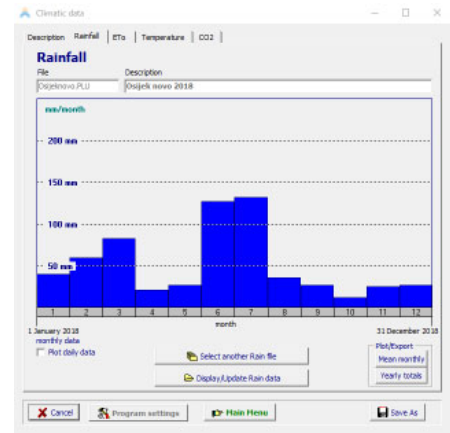 Climatic data
Description Rainfall ETo Temperature CO2
Rainfall
File Description
Osijeknovo.PLU Osijek novo 2018
mm/month
200 mm
150 mm
100 mm
50 mm
1 2 3 4 5 6 7 8 9 10 11 12
month
1 January 2018 31 December 2018
monthly data
Plot daily data
Select another Rain file
Display/Update Rain data
Plot/Export
Mean monthly
Yearly totals
Cancel Program settings Main Menu Save As